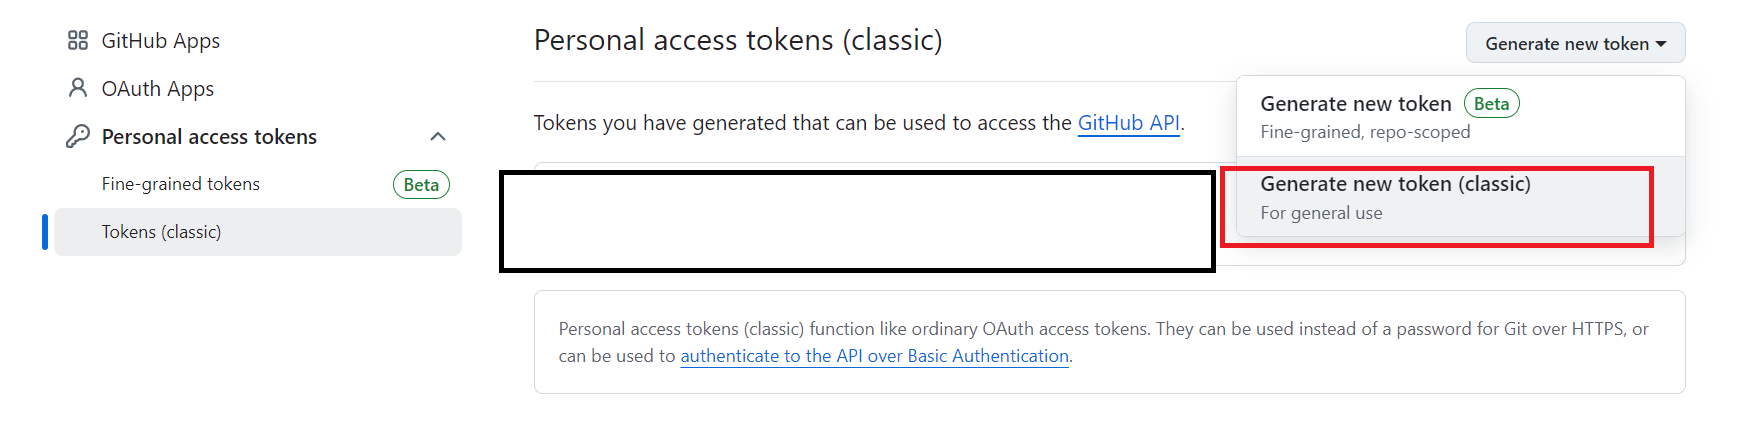 GitHub Apps
OAuth Apps
Personal access tokens
Fine-grained tokens Beta
Tokens (classic)
Personal access tokens (classic)
Generate new token
Generate new token Beta
Fine-grained, repo-scoped
Generate new token (classic)
For general use
Tokens you have generated that can be used to access the GitHub API.
Personal access tokens (classic) function like ordinary OAuth access tokens. They can be used instead of a password for Git over HTTPS, or
can be used to authenticate to the API over Basic Authentication.